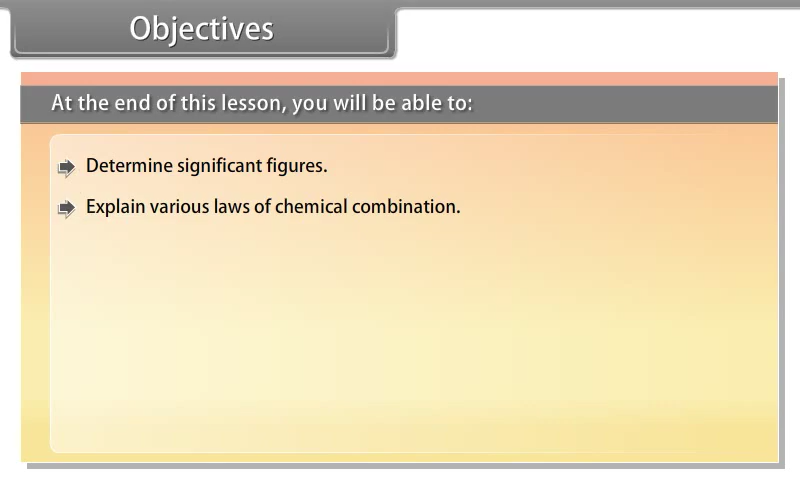 Objectives
At the end of this lesson, you will be able to:
Determine significant figures.
Explain various laws of chemical combination.